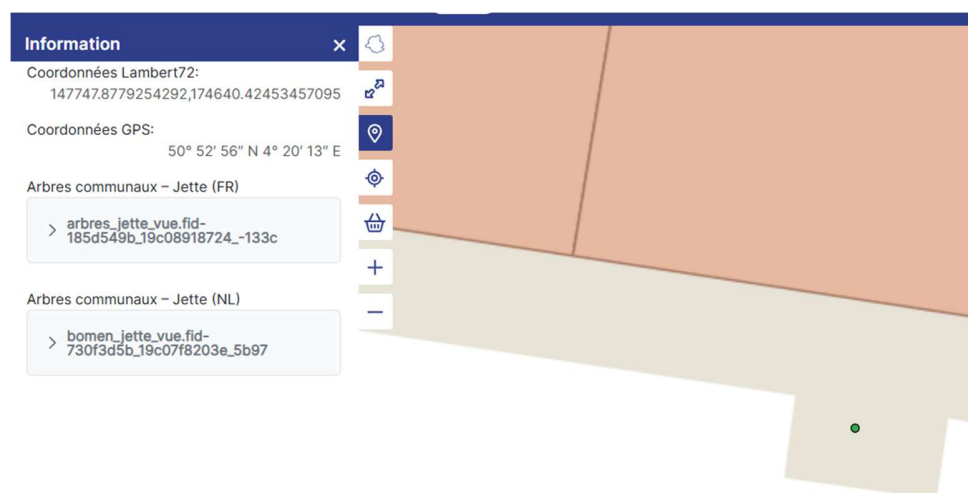 Information
Coordonnées Lambert72:
147747.8779254292,174640.42453457095
Coordonnées GPS:
50° 52' 56" N 4° 20' 13" E
Arbres communaux – Jette (FR)
arbres_jette_vue.fid-
185d549b_19c08918724_-133c
Arbres communaux – Jette (NL)
bomen_jette_vue.fid-
730f3d5b_19c07f8203e_5b97